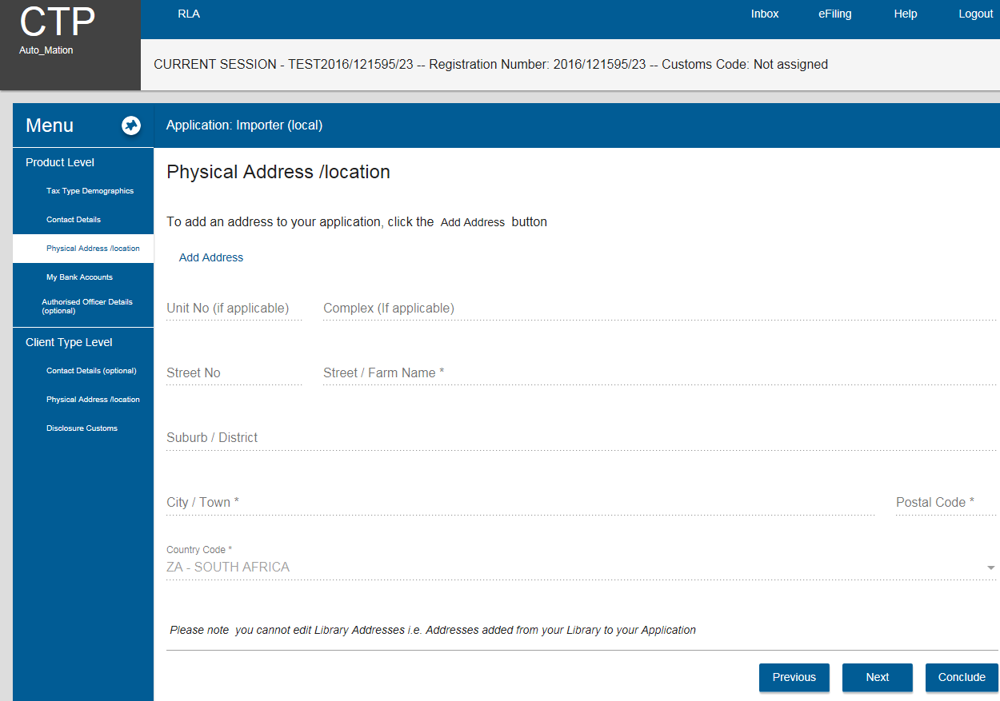 CTP
Auto_Mation
RLA
Inbox
eFiling
Help
Logout
CURRENT SESSION - TEST2016/121595/23 -- Registration Number: 2016/121595/23 -- Customs Code: Not assigned
Menu
Product Level
Tax Type Demographics
Contact Details
Physical Address /location
My Bank Accounts
Authorised Officer Details
(optional)
Client Type Level
Contact Details (optional)
Physical Address /location
Disclosure Customs
Application: Importer (local)
Physical Address /location
To add an address to your application, click the Add Address button
Add Address
Unit No (if applicable)
Complex (If applicable)
Street No
Street / Farm Name *
Suburb / District
City / Town *
Postal Code *
Country Code *
ZA - SOUTH AFRICA
Please note you cannot edit Library Addresses i.e. Addresses added from your Library to your Application
Previous
Next
Conclude